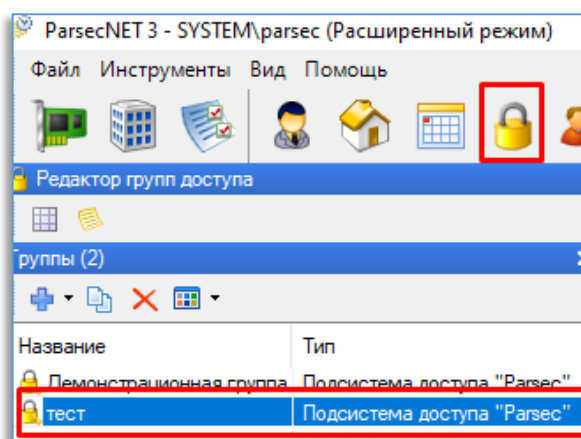 ParsecNET 3 - SYSTEM\parsec (Расширенный режим)
Файл Инструменты Вид Помощь
Редактор групп доступа
Группы (2)
Название Тип
Демонстрационная группа Подсистема доступа "Parsec"
тест Подсистема доступа "Parsec"